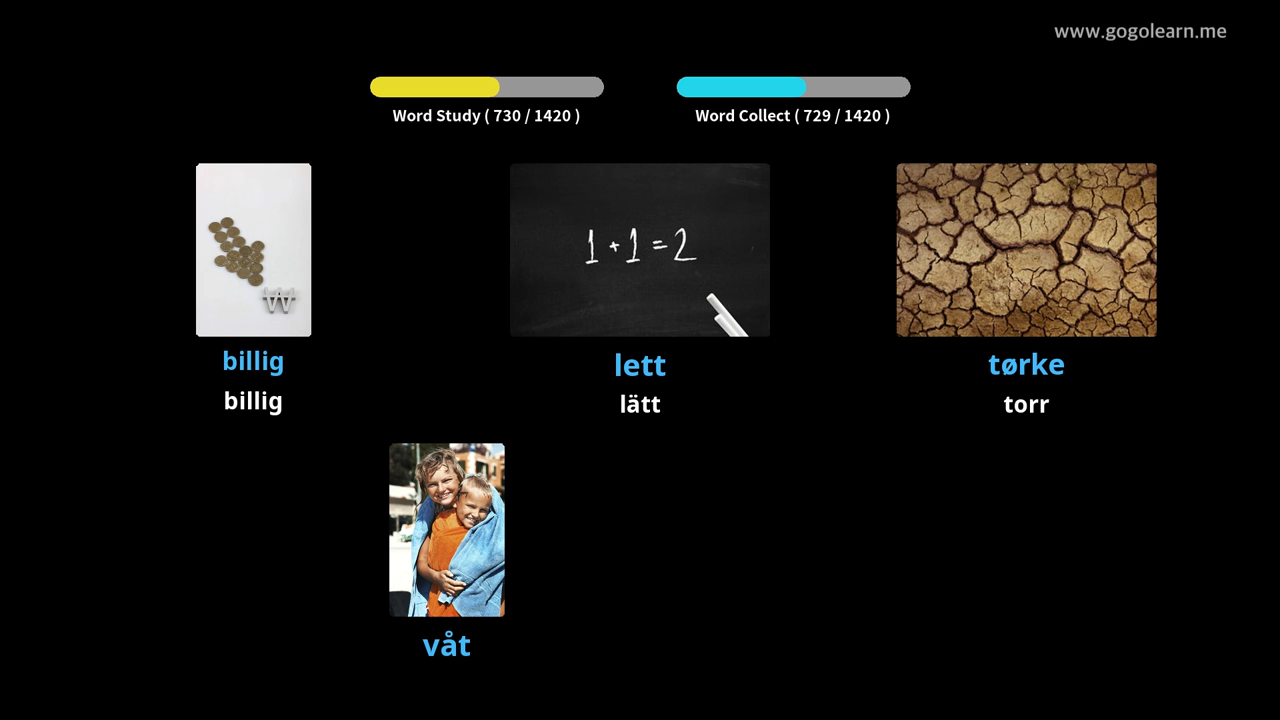 www.gogolearn.me
Word Study ( 730 / 1420 )
Word Collect ( 729 / 1420 )
1 + 1 = 2
billig
billig
lett
lätt
tørke
torr
våt